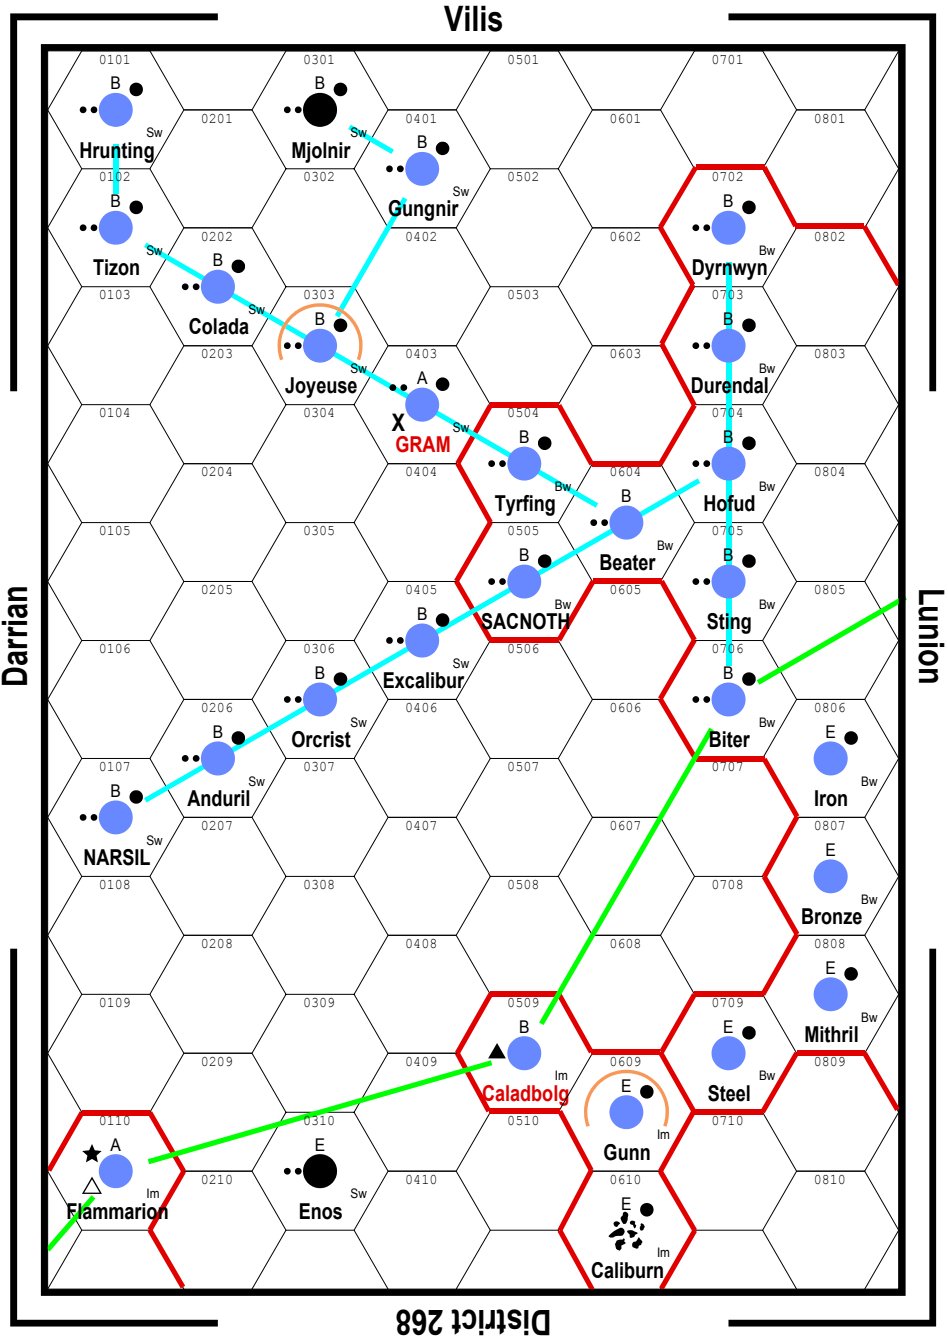 Vilis
0101
0301
0501
0701
B
B
0201
0401
0601
0801
Sw
Sw
B
Hrunting
Mjolnir
0102
0302
0502
0702
B
Sw
B
Gungnir
0202
0402
0602
0802
Sw
B
Bw
Tizon
Dyrnwyn
0103
0303
0503
0703
Sw
B
B
Colada
0203
0403
0603
0803
Sw
A
Bw
Joyeuse
Durendal
0104
0304
0504
0704
X
Sw
B
B
GRAM
0204
0404
0604
0804
Bw
B
Bw
Tyrfing
Hofud
0105
0305
0505
0705
B
Bw
B
Beater
0205
0405
0605
0805
Bw
B
Bw
SACNOTH
Sting
0106
0306
0506
0706
B
Sw
B
Excalibur
0206
0406
0606
0806
B
Sw
Bw
E
Orcrist
Biter
0107
0307
0507
0707
B
Sw
Bw
Anduril
Iron
0207
0407
0607
0807
Sw
E
NARSIL
0108
0308
0508
0708
Bw
Bronze
0208
0408
0608
0808
E
0109
0309
0509
0709
Bw
B
E
Mithril
0209
0409
0609
0809
Im
E
Bw
Caladbolg
Steel
0110
0310
0510
0710
A
E
Im
Gunn
0210
0410
0610
0810
Im
Sw
E
Flammarion
Enos
Im
Caliburn
Darrian
Lunion
District 268